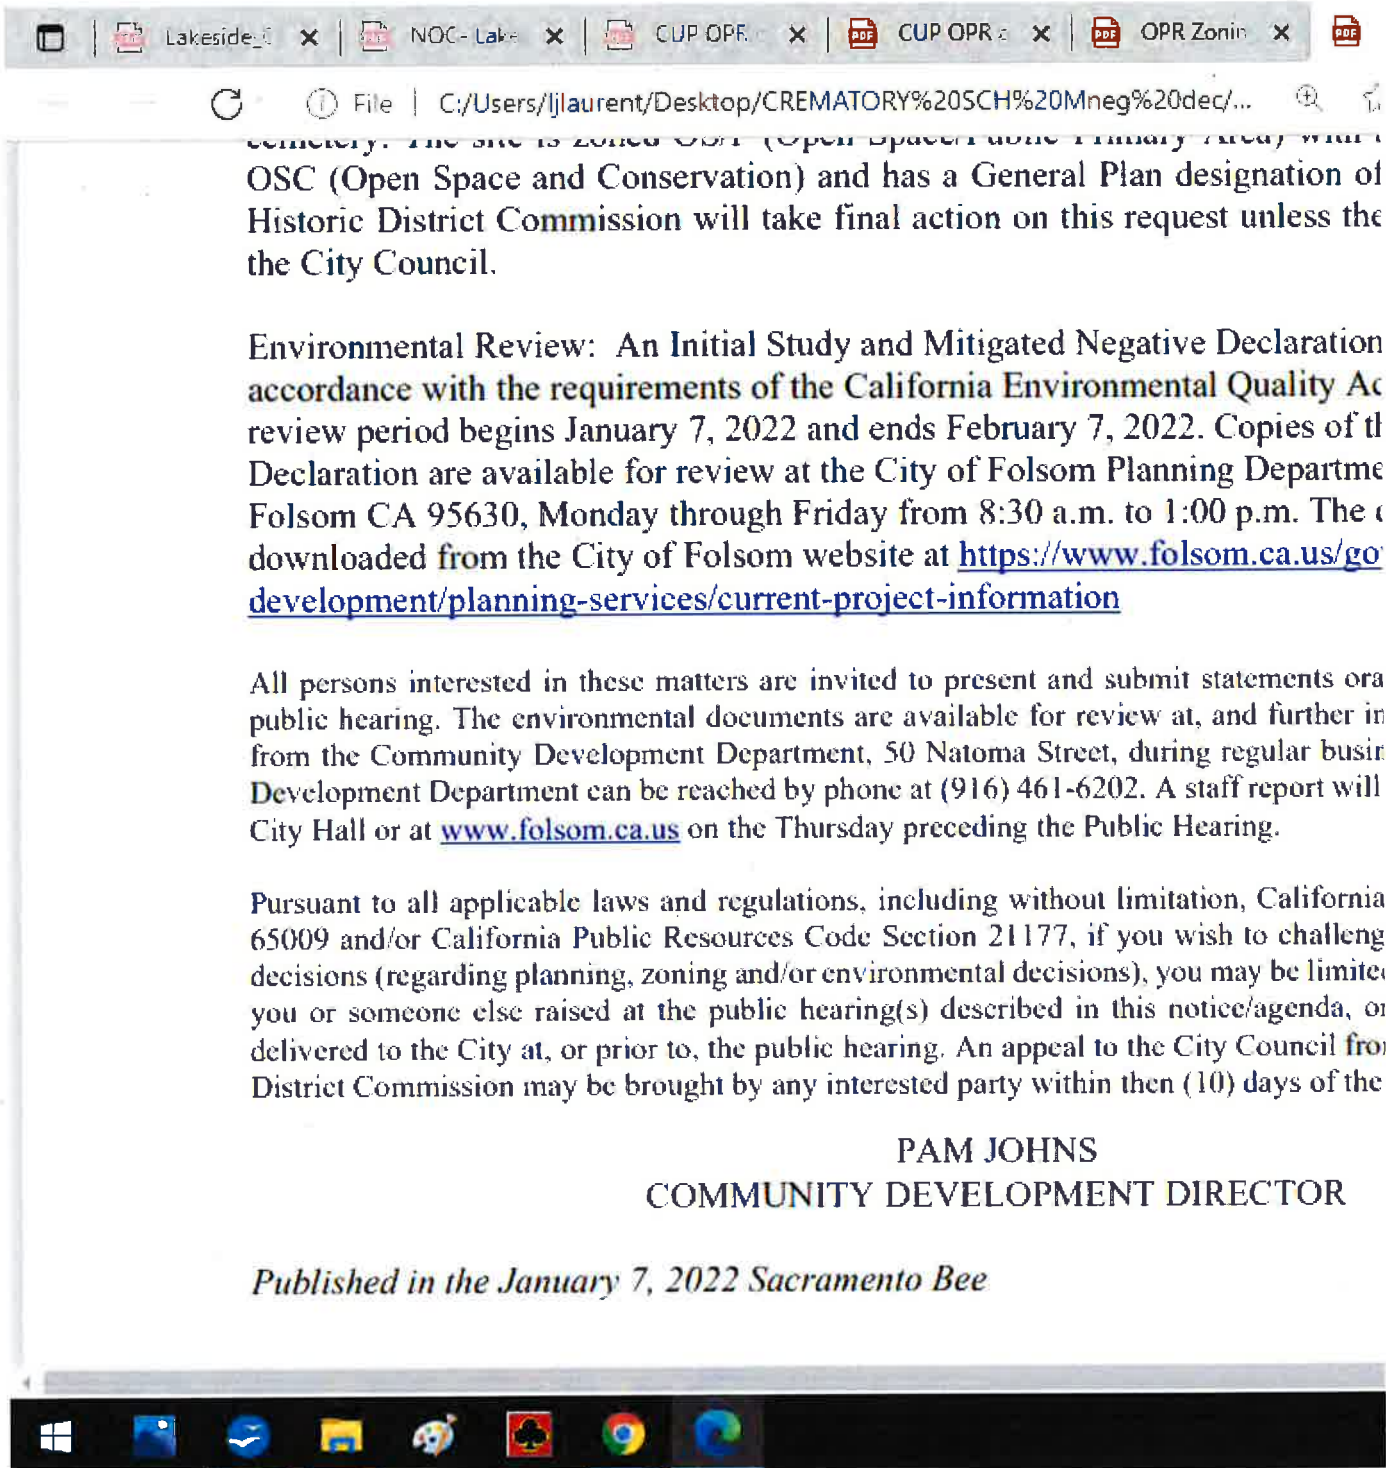 Lakeside_ NOC- Lake CUP OPR CUP OPR OPR Zonin
File | C:/Users/ljlaurent/Desktop/CREMATORY%20SCH%20Mneg%20dec/...
OSC (Open Space and Conservation) and has a General Plan designation of
Historic District Commission will take final action on this request unless the
the City Council.
Environmental Review: An Initial Study and Mitigated Negative Declaration
accordance with the requirements of the California Environmental Quality Ac
review period begins January 7, 2022 and ends February 7, 2022. Copies of th
Declaration are available for review at the City of Folsom Planning Departme
Folsom CA 95630, Monday through Friday from 8:30 a.m. to 1:00 p.m. The
downloaded from the City of Folsom website at https://www.folsom.ca.us/go
development/planning-services/current-project-information
All persons interested in these matters are invited to present and submit statements ora
public hearing. The environmental documents are available for review at, and further in
from the Community Development Department, 50 Natoma Street, during regular busin
Development Department can be reached by phone at (916) 461-6202. A staff report will
City Hall or at www.folsom.ca.us on the Thursday preceding the Public Hearing.
Pursuant to all applicable laws and regulations, including without limitation, California
65009 and/or California Public Resources Code Section 21177, if you wish to challeng
decisions (regarding planning, zoning and/or environmental decisions), you may be limited
you or someone else raised at the public hearing(s) described in this notice/agenda, or
delivered to the City at, or prior to, the public hearing. An appeal to the City Council from
District Commission may be brought by any interested party within then (10) days of the
PAM JOHNS
COMMUNITY DEVELOPMENT DIRECTOR
Published in the January 7, 2022 Sacramento Bee